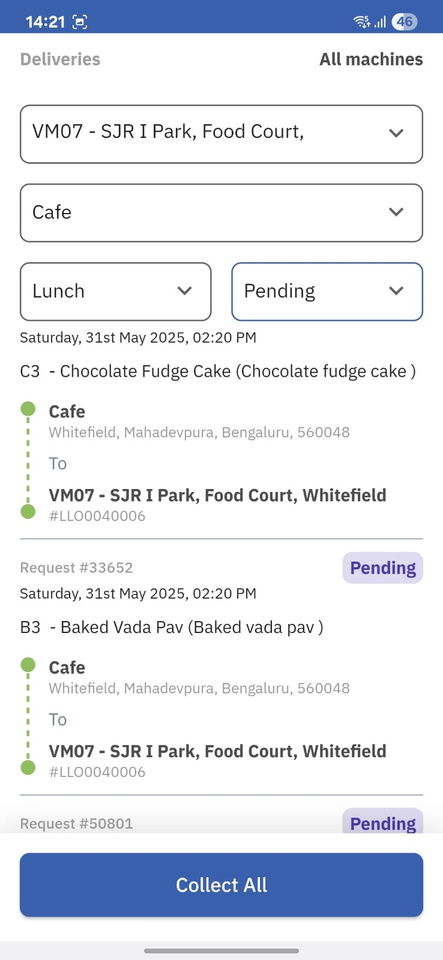 14:21
46
Deliveries
All machines
VM07 - SJR I Park, Food Court,
Cafe
Lunch
Pending
Saturday, 31st May 2025, 02:20 PM
C3 - Chocolate Fudge Cake (Chocolate fudge cake )
Cafe
Whitefield, Mahadevpura, Bengaluru, 560048
To
VM07 - SJR I Park, Food Court, Whitefield
#LLO0040006
Request #33652
Pending
Saturday, 31st May 2025, 02:20 PM
B3 - Baked Vada Pav (Baked vada pav )
Cafe
Whitefield, Mahadevpura, Bengaluru, 560048
To
VM07 - SJR I Park, Food Court, Whitefield
#LLO0040006
Request #50801
Pending
Collect All